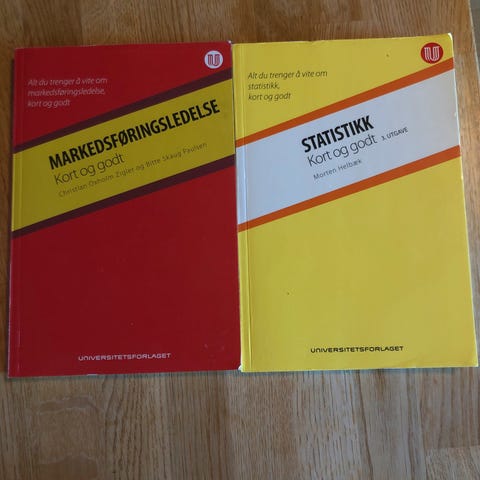 Alt du trenger å vite om
markedsføringsledelse,
kort og godt
MARKEDSFØRINGSLEDELSE
Kort og godt
Christian Oxholm Zigler og Bitte Skaug Paulsen
UNIVERSITETSFORLAGET
Alt du trenger å vite om
statistikk,
kort og godt
STATISTIKK
Kort og godt 3. UTGAVE
Morten Helbæk
UNIVERSITETSFORLAGET